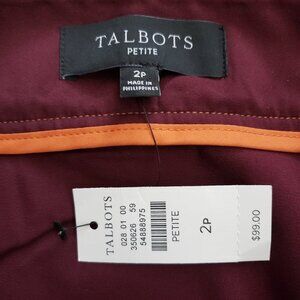 TALBOTS
PETITE
2P
MADE IN
PHILIPPINES
TALBOTS
028 01 00
350626 59
54888975
PETITE
2P
$99.00